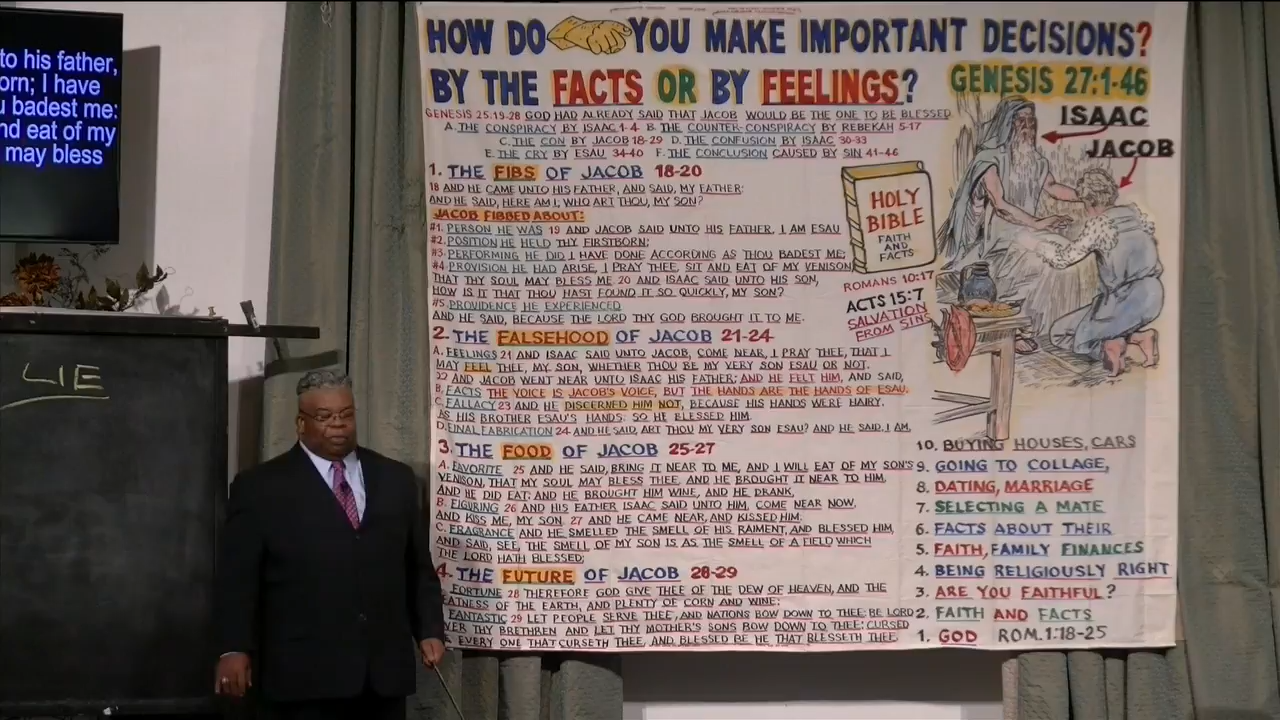 to his father,
orn; I have
u badest me:
nd eat of my
may bless
LIE
HOW DO YOU MAKE IMPORTANT DECISIONS?
BY THE FACTS OR BY FEELINGS?
GENESIS 27:1-46
GENESIS 25:19-28 GOD HAD ALREADY SAID THAT JACOB WOULD BE THE ONE TO BE BLESSED
A. THE CONSPIRACY BY ISAAC 1-4 B. THE COUNTER-CONSPIRACY BY REBEKAH 5-17
C. THE CON BY JACOB 18-29 D. THE CONFUSION BY ISAAC 30-33
E. THE CRY BY ESAU 34-40 F. THE CONCLUSION CAUSED BY SIN 41-46
ISAAC
JACOB
1. THE FIBS OF JACOB 18-20
18 AND HE CAME UNTO HIS FATHER, AND SAID, MY FATHER:
AND HE SAID, HERE AM I; WHO ART THOU, MY SON?
JACOB FIBBED ABOUT:
#1. PERSON HE WAS 19 AND JACOB SAID UNTO HIS FATHER, I AM ESAU
#2. POSITION HE HELD THY FIRSTBORN;
#3. PERFORMING HE DID I HAVE DONE ACCORDING AS THOU BADEST ME;
#4 PROVISION HE HAD ARISE, I PRAY THEE, SIT AND EAT OF MY VENISON,
THAT THY SOUL MAY BLESS ME 20 AND ISAAC SAID UNTO HIS SON,
HOW IS IT THAT THOU HAST FOUND IT SO QUICKLY, MY SON?
#5. PROVIDENCE HE EXPERIENCED
AND HE SAID, BECAUSE THE LORD THY GOD BROUGHT IT TO ME.
HOLY
BIBLE
FAITH
AND
FACTS
ROMANS 10:17
ACTS 15:7
SALVATION
FROM SINS
2. THE FALSEHOOD OF JACOB 21-24
A. FEELINGS 21 AND ISAAC SAID UNTO JACOB, COME NEAR, I PRAY THEE, THAT I
MAY FEEL THEE, MY SON, WHETHER THOU BE MY VERY SON ESAU OR NOT.
22 AND JACOB WENT NEAR UNTO ISAAC HIS FATHER; AND HE FELT HIM, AND SAID,
B. FACTS THE VOICE IS JACOB'S VOICE, BUT THE HANDS ARE THE HANDS OF ESAU.
C. FALLACY 23 AND HE DISCERNED HIM NOT, BECAUSE HIS HANDS WERE HAIRY,
AS HIS BROTHER ESAU'S HANDS: SO HE BLESSED HIM.
D. FINAL FABRICATION 24 AND HE SAID, ART THOU MY VERY SON ESAU? AND HE SAID, I AM.
3. THE FOOD OF JACOB 25-27
A. FAVORITE 25 AND HE SAID, BRING IT NEAR TO ME, AND I WILL EAT OF MY SON'S
VENISON, THAT MY SOUL MAY BLESS THEE. AND HE BROUGHT IT NEAR TO HIM,
AND HE DID EAT: AND HE BROUGHT HIM WINE, AND HE DRANK.
B. FIGURING 26 AND HIS FATHER ISAAC SAID UNTO HIM, COME NEAR NOW,
AND KISS ME, MY SON. 27 AND HE CAME NEAR, AND KISSED HIM:
C. FRAGRANCE AND HE SMELLED THE SMELL OF HIS RAIMENT, AND BLESSED HIM,
AND SAID, SEE, THE SMELL OF MY SON IS AS THE SMELL OF A FIELD WHICH
THE LORD HATH BLESSED:
4. THE FUTURE OF JACOB 28-29
FORTUNE 28 THEREFORE GOD GIVE THEE OF THE DEW OF HEAVEN, AND THE
EATNESS OF THE EARTH, AND PLENTY OF CORN AND WINE:
FANTASTIC 29 LET PEOPLE SERVE THEE, AND NATIONS BOW DOWN TO THEE: BE LORD
VER THY BRETHREN AND LET THY MOTHER'S SONS BOW DOWN TO THEE: CURSED
EVERY ONE THAT CURSETH THEE, AND BLESSED BE HE THAT BLESSETH THEE.
10. BUYING HOUSES, CARS
9. GOING TO COLLAGE,
8. DATING, MARRIAGE
7. SELECTING A MATE
6. FACTS ABOUT THEIR
5. FAITH, FAMILY FINANCES
4. BEING RELIGIOUSLY RIGHT
3. ARE YOU FAITHFUL?
2. FAITH AND FACTS
1. GOD ROM. 1:18-25